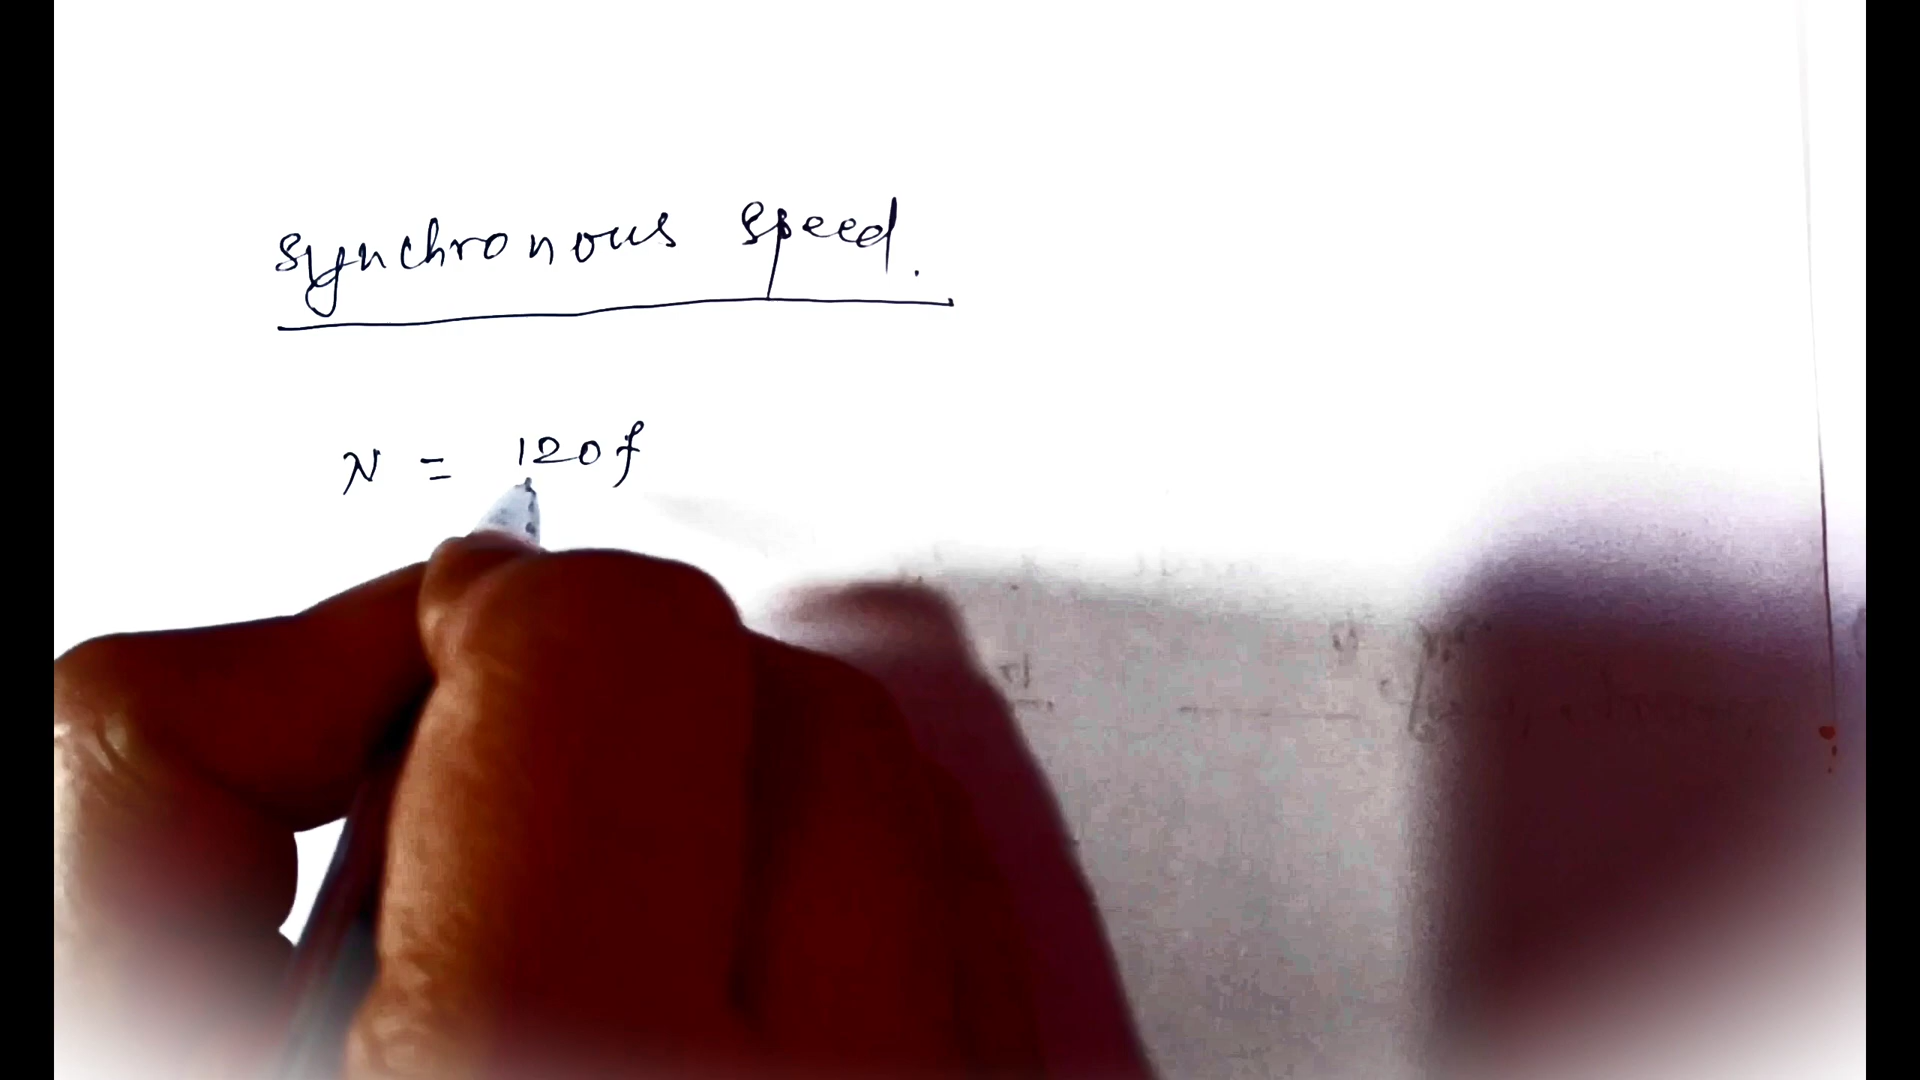 Synchronous speed.
N = 120f